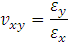 v_xy = ε_y / ε_x